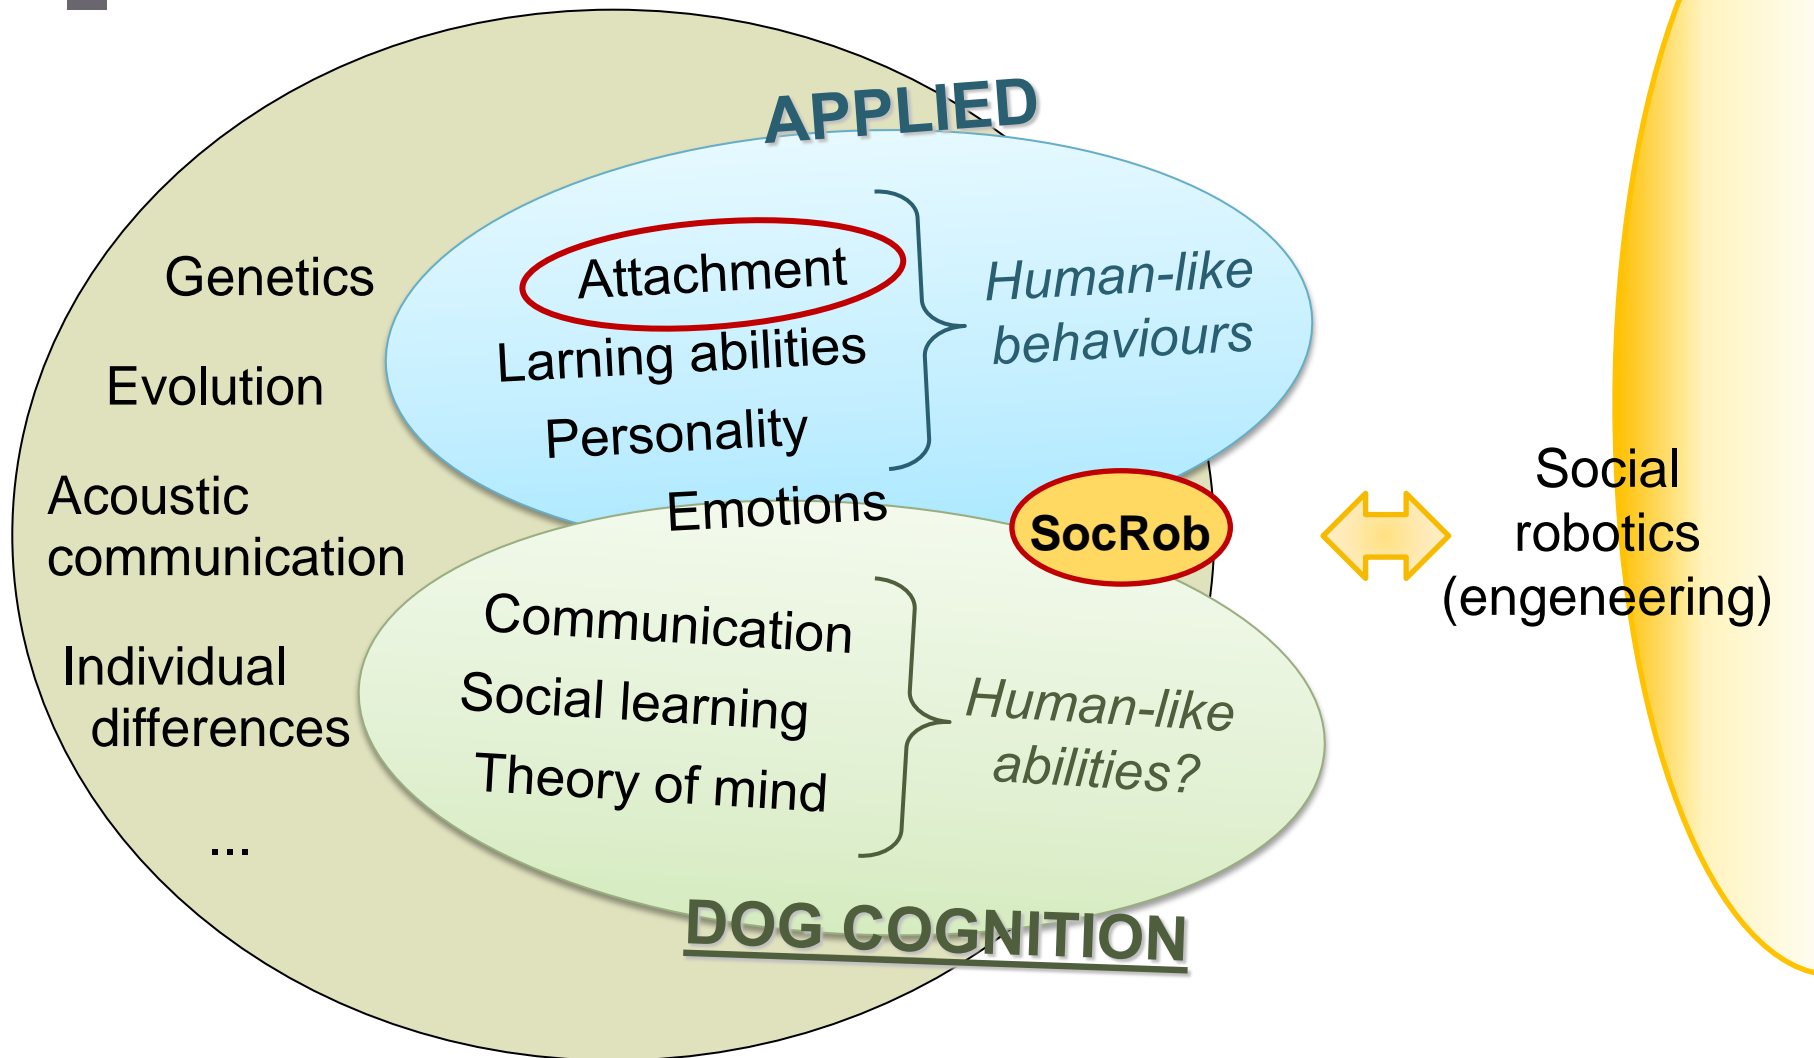 APPLIED
Genetics
Evolution
Acoustic
communication
Individual
differences
...
Attachment
Larning abilities
Personality
Emotions
Human-like
behaviours
SocRob
Communication
Social learning
Theory of mind
Human-like
abilities?
DOG COGNITION
Social
robotics
(engeneering)